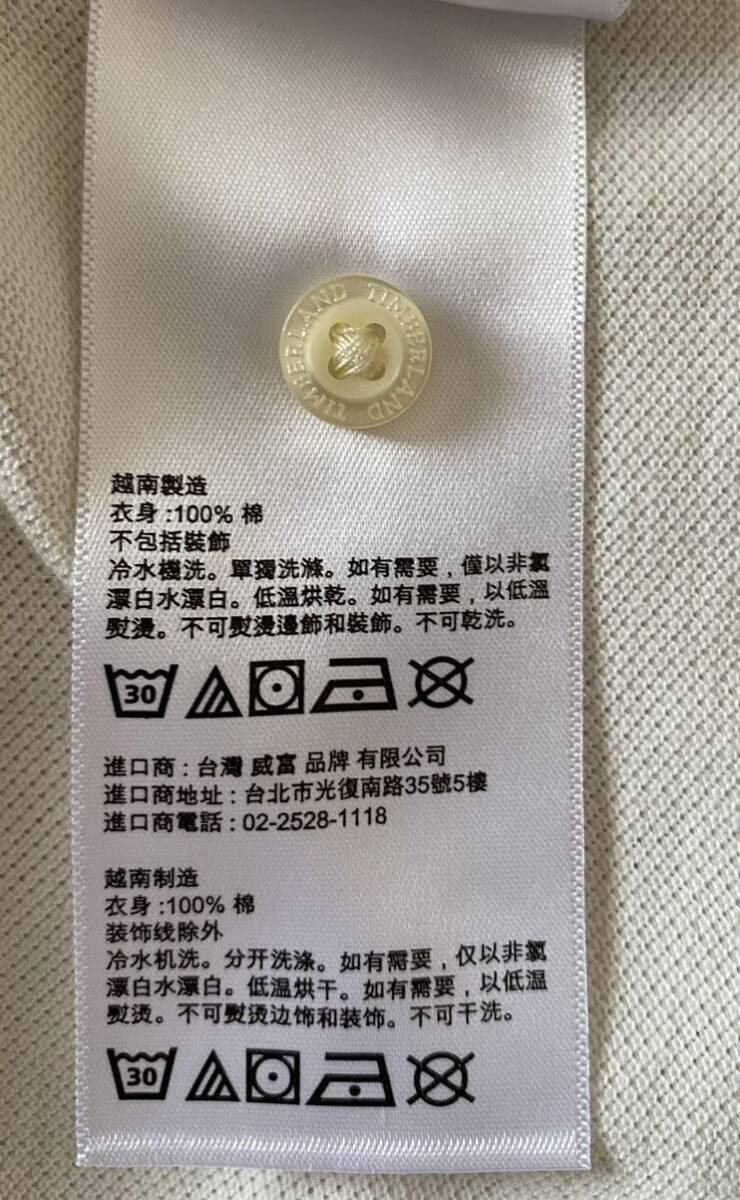 TIMBERLAND TIMBERLAND
越南製造
衣身:100% 棉
不包括裝飾
冷水機洗。單獨洗滌。如有需要,僅以非氯
漂白水漂白。低溫烘乾。如有需要,以低溫
熨燙。不可熨燙邊飾和裝飾。不可乾洗。
30
進口商:台灣 威富 品牌 有限公司
進口商地址:台北市光復南路35號5樓
進口商電話:02-2528-1118
越南制造
衣身:100% 棉
装饰线除外
冷水机洗。分开洗涤。如有需要,仅以非氯
漂白水漂白。低温烘干。如有需要,以低温
熨烫。不可熨烫边饰和装饰。不可干洗。
30